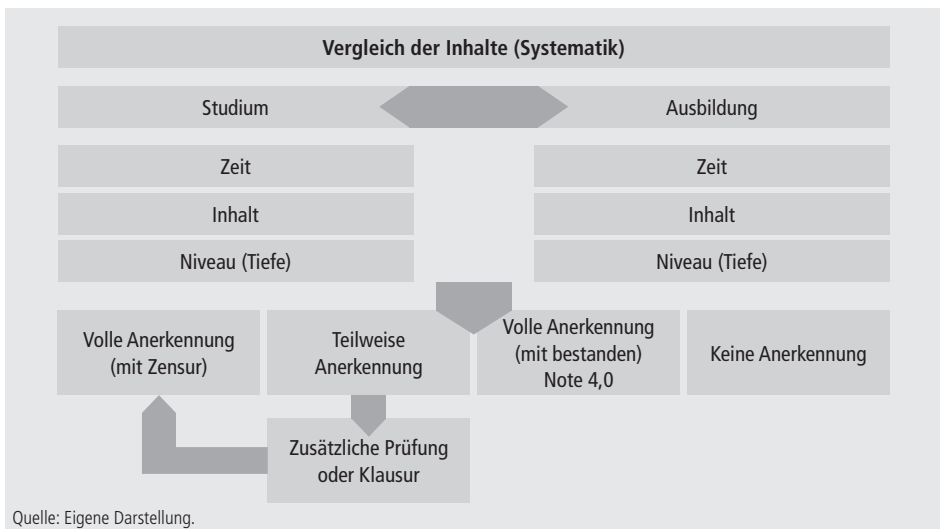 Vergleich der Inhalte (Systematik)
Studium
Ausbildung
Zeit
Zeit
Inhalt
Inhalt
Niveau (Tiefe)
Niveau (Tiefe)
Volle Anerkennung
(mit Zensur)
Teilweise
Anerkennung
Volle Anerkennung
(mit bestanden)
Note 4,0
Keine Anerkennung
Zusätzliche Prüfung
oder Klausur
Quelle: Eigene Darstellung.